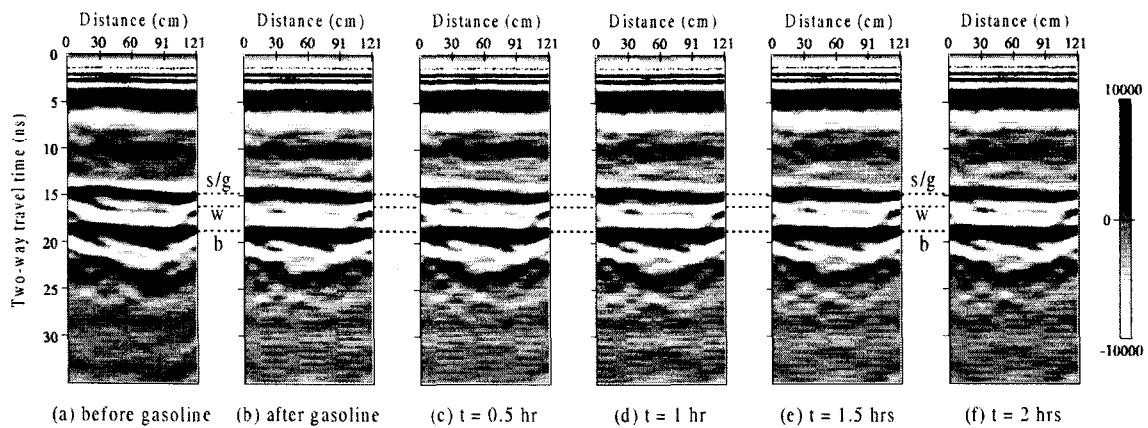 Distance (cm) Distance (cm) Distance (cm) Distance (cm) Distance (cm) Distance (cm)
0 30 60 91 121 0 30 60 91 121 0 30 60 91 121 0 30 60 91 121 0 30 60 91 121 0 30 60 91 121
Two-way travel time (ns)
0
5
10
15
20
25
30
s/g
w
b
s/g
w
b
10000
0
-10000
(a) before gasoline (b) after gasoline (c) t = 0.5 hr (d) t = 1 hr (e) t = 1.5 hrs (f) t = 2 hrs